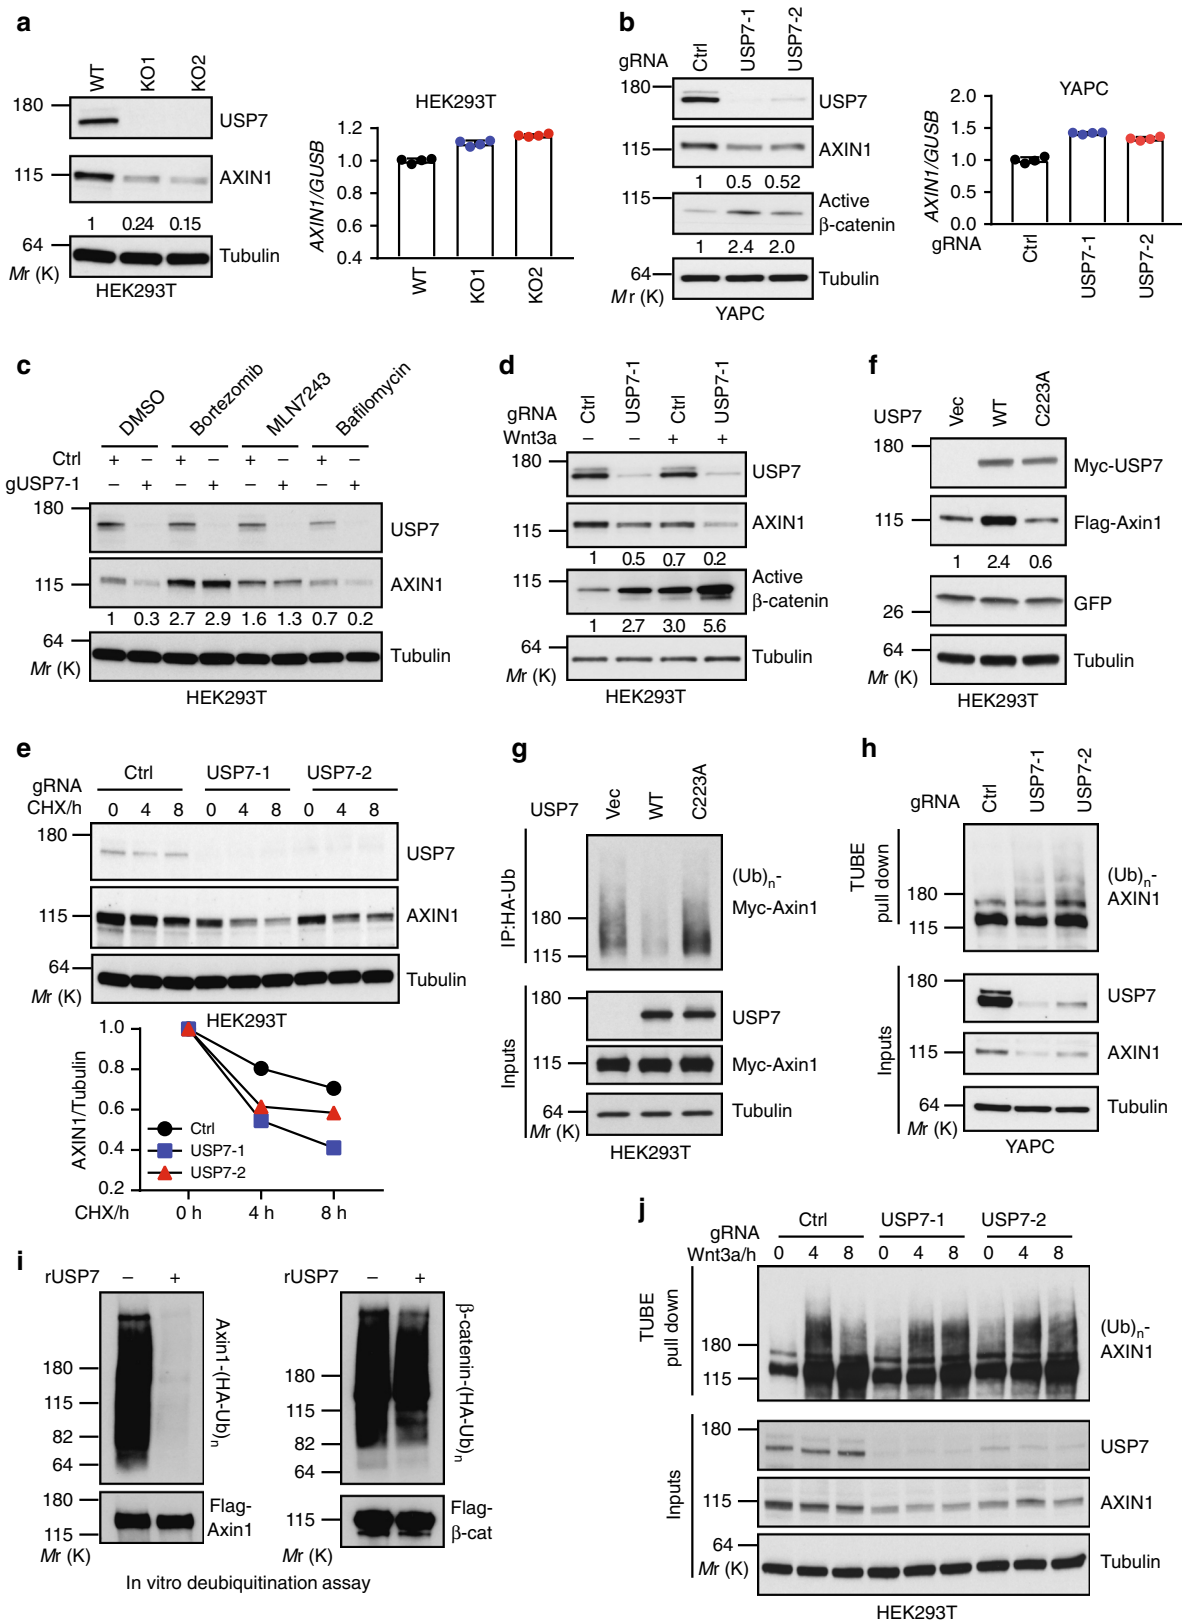 a
WT KO1 KO2
180
USP7
115
AXIN1
1 0.24 0.15
64
Tubulin
Mr (K)
HEK293T
HEK293T
AXIN1/GUSB
1.2
1.0
0.8
0.6
0.4
WT KO1 KO2
b
gRNA Ctrl USP7-1 USP7-2
180
USP7
115
AXIN1
1 0.5 0.52
115
Active
β-catenin
1 2.4 2.0
64
Tubulin
Mr (K)
YAPC
YAPC
AXIN1/GUSB
2.0
1.5
1.0
0.5
0.0
gRNA Ctrl USP7-1 USP7-2
c
DMSO Bortezomib MLN7243 Bafilomycin
Ctrl + – + – + – + –
gUSP7-1 – + – + – + – +
180
USP7
115
AXIN1
1 0.3 2.7 2.9 1.6 1.3 0.7 0.2
64
Tubulin
Mr (K)
HEK293T
d
gRNA Ctrl USP7-1 Ctrl USP7-1
Wnt3a – – + +
180
USP7
115
AXIN1
1 0.5 0.7 0.2
115
Active
β-catenin
1 2.7 3.0 5.6
64
Tubulin
Mr (K)
HEK293T
f
USP7 Vec WT C223A
180
Myc-USP7
115
Flag-Axin1
1 2.4 0.6
26
GFP
64
Tubulin
Mr (K)
HEK293T
e
gRNA Ctrl USP7-1 USP7-2
CHX/h 0 4 8 0 4 8 0 4 8
180
USP7
115
AXIN1
64
Tubulin
Mr (K)
HEK293T
AXIN1/Tubulin
1.0
0.8
0.6
0.4
0.2
Ctrl
USP7-1
USP7-2
CHX/h 0 h 4 h 8 h
g
USP7 Vec WT C223A
IP:HA-Ub
(Ub)n-
Myc-Axin1
180
115
Inputs
180
USP7
115
Myc-Axin1
64
Tubulin
Mr (K)
HEK293T
h
gRNA Ctrl USP7-1 USP7-2
TUBE
pull down
(Ub)n-
AXIN1
180
115
Inputs
180
USP7
115
AXIN1
64
Tubulin
Mr (K)
YAPC
i
rUSP7 – +
Axin1-(HA-Ub)n
180
115
82
64
180
115
Flag-
Axin1
Mr (K)
rUSP7 – +
β-catenin-(HA-Ub)n
180
115
82
64
115
Flag-
β-cat
Mr (K)
In vitro deubiquitination assay
j
gRNA Ctrl USP7-1 USP7-2
Wnt3a/h 0 4 8 0 4 8 0 4 8
TUBE
pull down
(Ub)n-
AXIN1
180
115
Inputs
180
USP7
115
AXIN1
64
Tubulin
Mr (K)
HEK293T